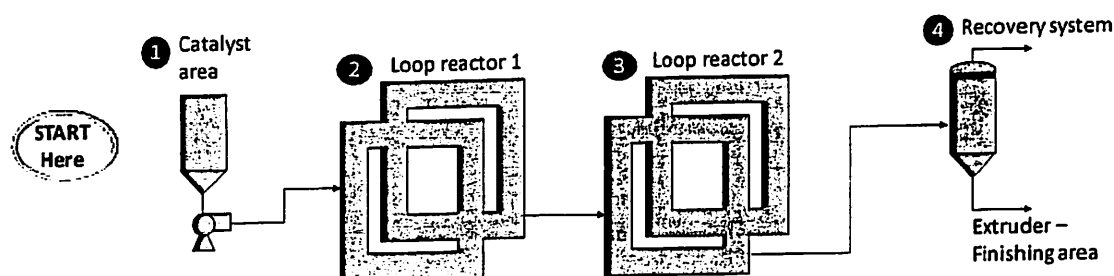 START
Here
1 Catalyst
area
2 Loop reactor 1
3 Loop reactor 2
4 Recovery system
Extruder –
Finishing area